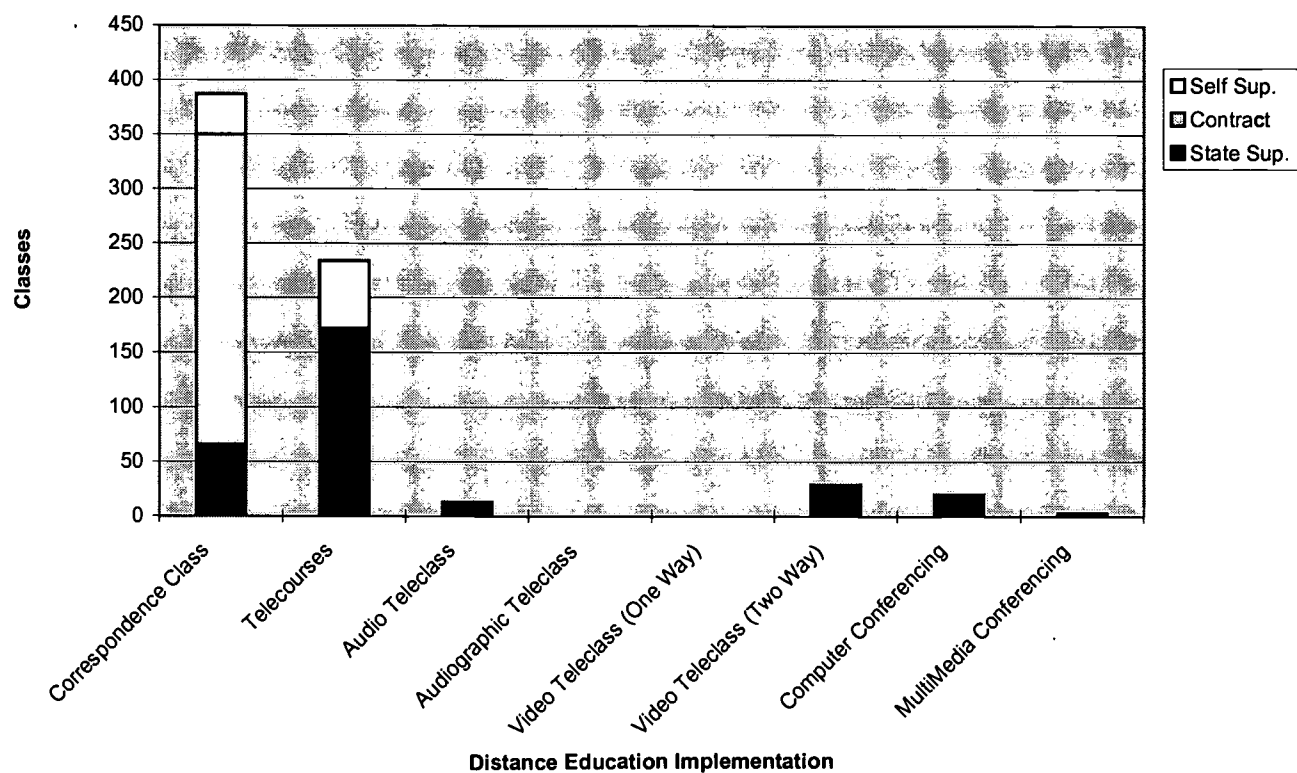 450
400
350
300
250
200
150
100
50
0
Classes
Self Sup.
Contract
State Sup.
Correspondence Class
Telecourses
Audio Teleclass
Audiographic Teleclass
Video Teleclass (One Way)
Video Teleclass (Two Way)
Computer Conferencing
MultiMedia Conferencing
Distance Education Implementation